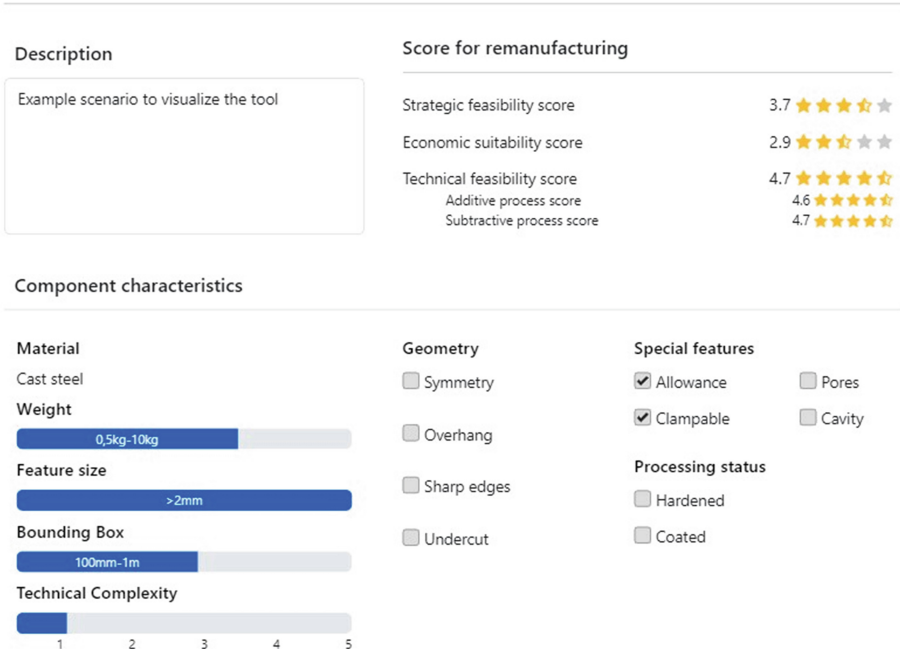 Description
Example scenario to visualize the tool
Score for remanufacturing
Strategic feasibility score 3.7
Economic suitability score 2.9
Technical feasibility score 4.7
Additive process score 4.6
Subtractive process score 4.7
Component characteristics
Material
Cast steel
Weight
0,5kg-10kg
Feature size
>2mm
Bounding Box
100mm-1m
Technical Complexity
1 2 3 4 5
Geometry
Symmetry
Overhang
Sharp edges
Undercut
Special features
Allowance Pores
Clampable Cavity
Processing status
Hardened
Coated